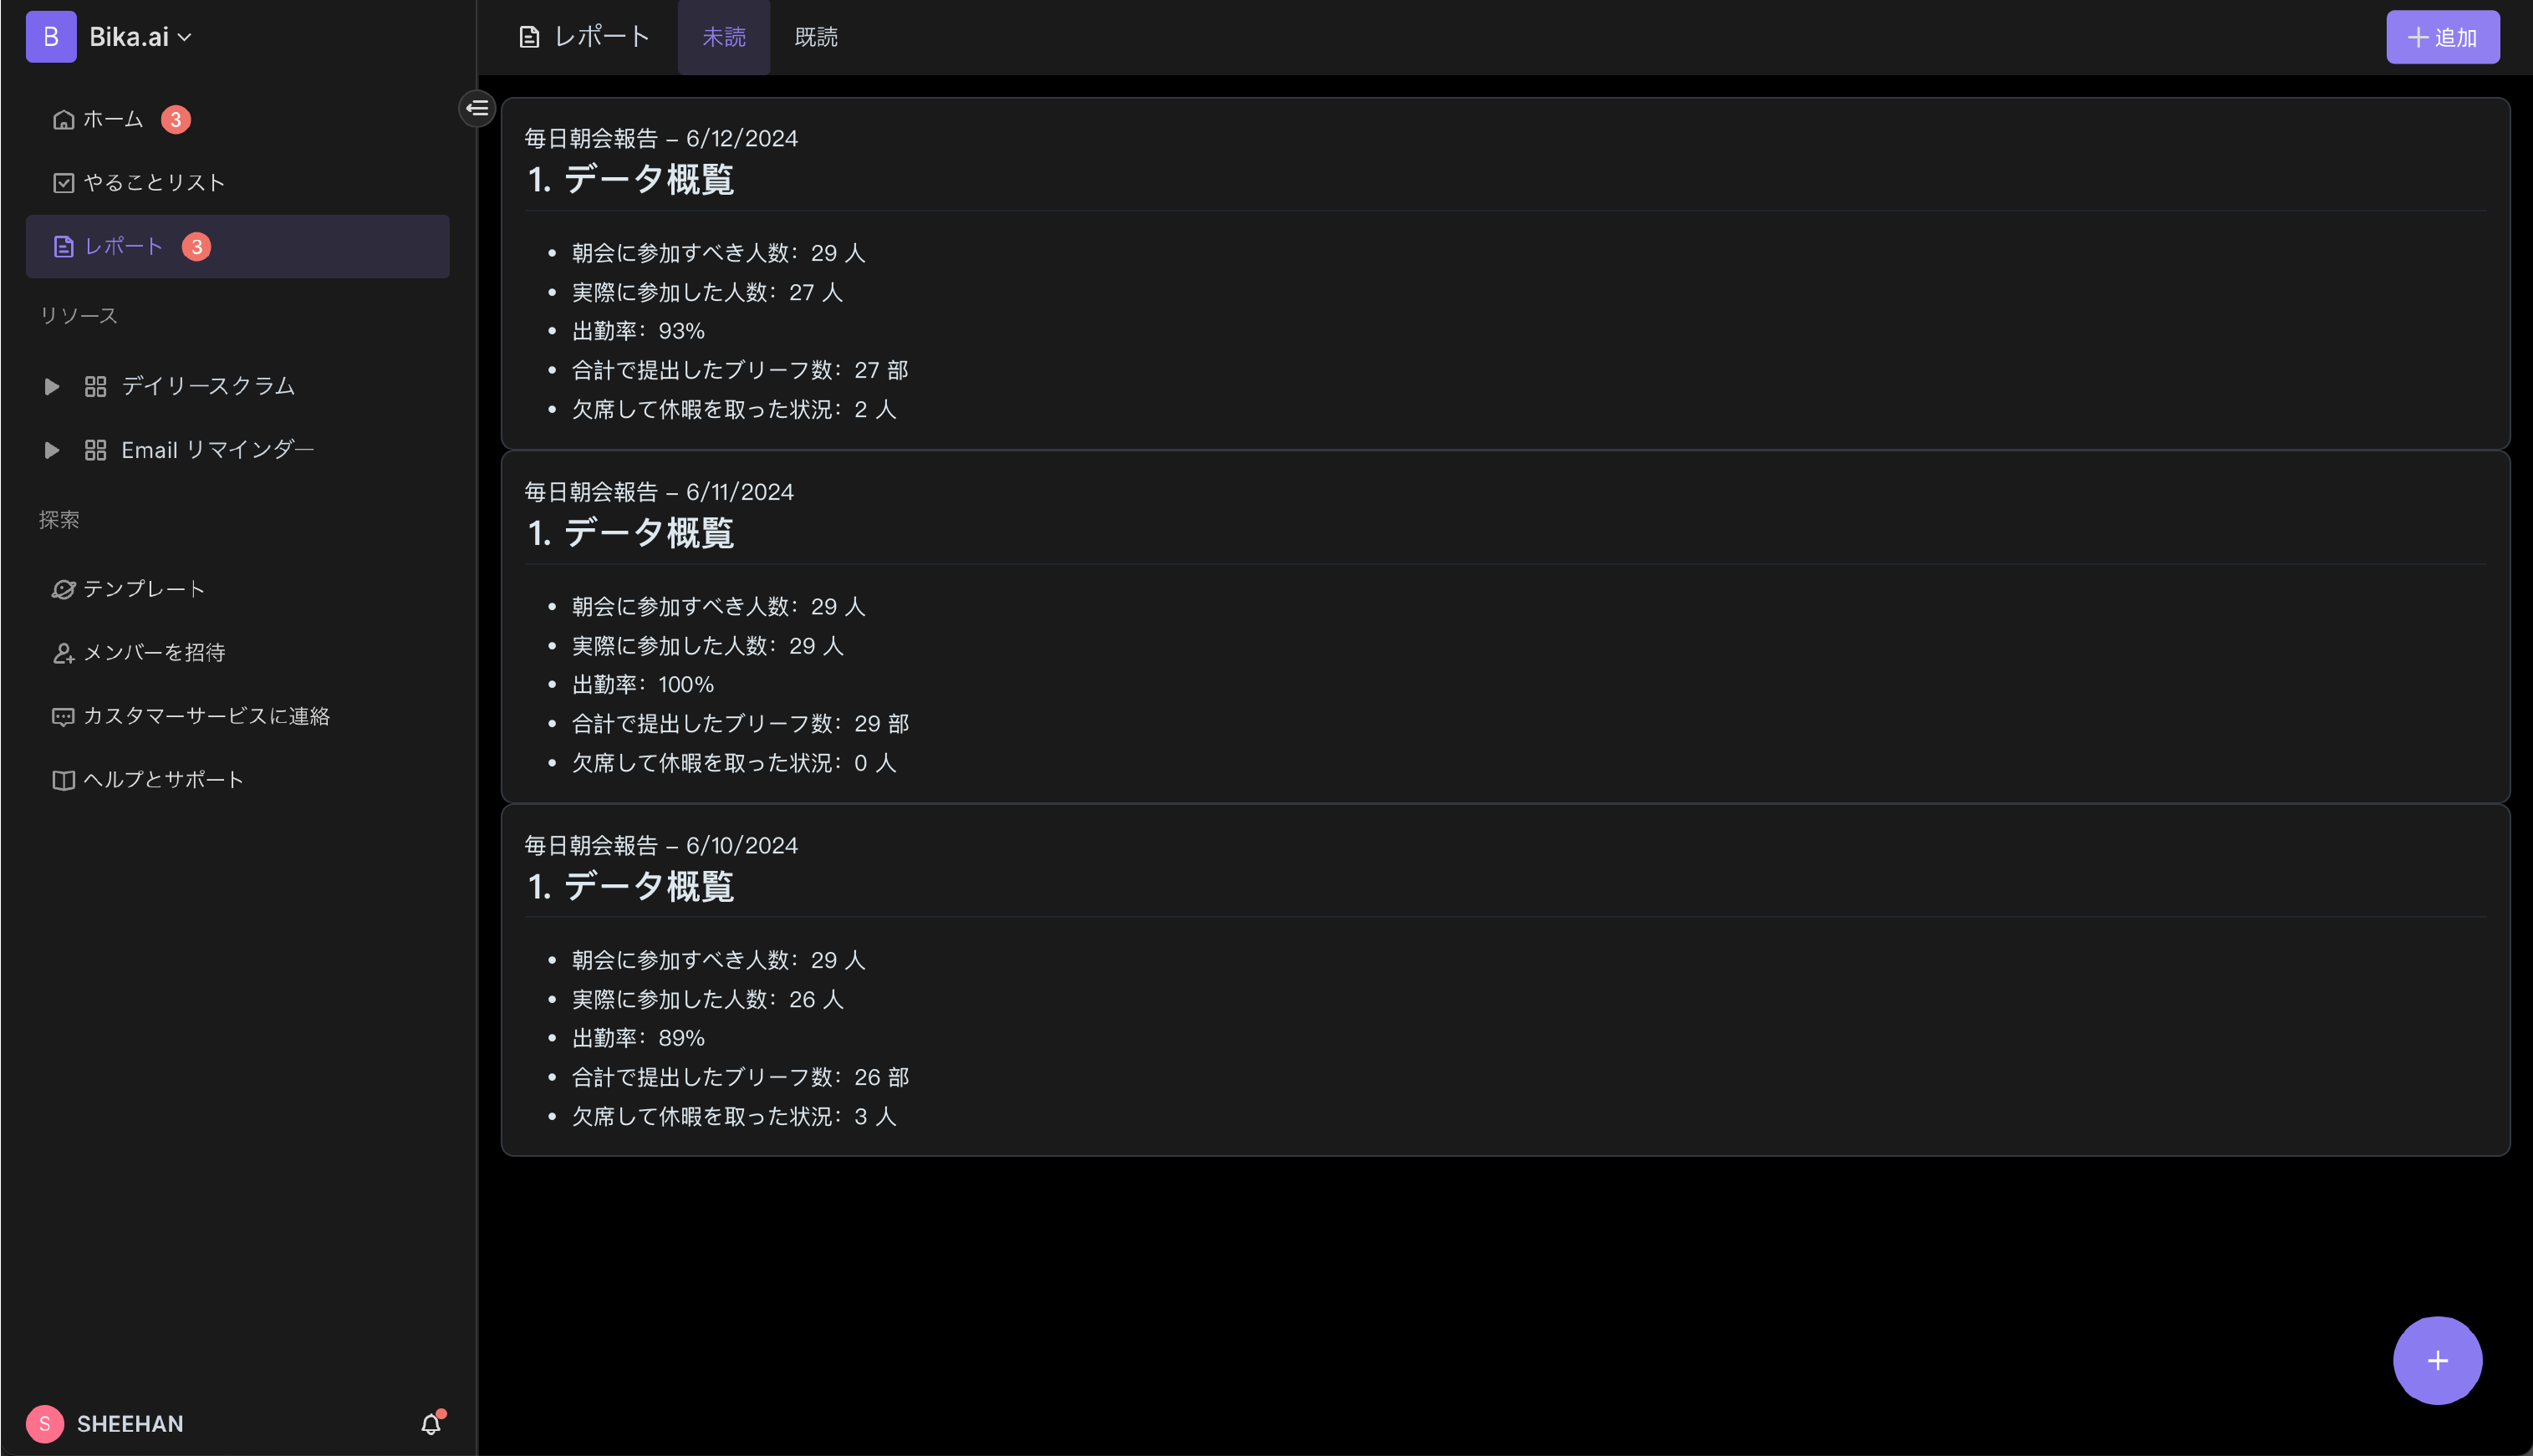 B Bika.ai
ホーム 3
やることリスト
レポート 3
リソース
デイリースクラム
Email リマインダー
探索
テンプレート
メンバーを招待
カスタマーサービスに連絡
ヘルプとサポート
S SHEEHAN
レポート 未読 既読
追加
毎日朝会報告 – 6/12/2024
1. データ概覧
• 朝会に参加すべき人数：29 人
• 実際に参加した人数：27 人
• 出勤率：93%
• 合計で提出したブリーフ数：27 部
• 欠席して休暇を取った状況：2 人
毎日朝会報告 – 6/11/2024
1. データ概覧
• 朝会に参加すべき人数：29 人
• 実際に参加した人数：29 人
• 出勤率：100%
• 合計で提出したブリーフ数：29 部
• 欠席して休暇を取った状況：0 人
毎日朝会報告 – 6/10/2024
1. データ概覧
• 朝会に参加すべき人数：29 人
• 実際に参加した人数：26 人
• 出勤率：89%
• 合計で提出したブリーフ数：26 部
• 欠席して休暇を取った状況：3 人